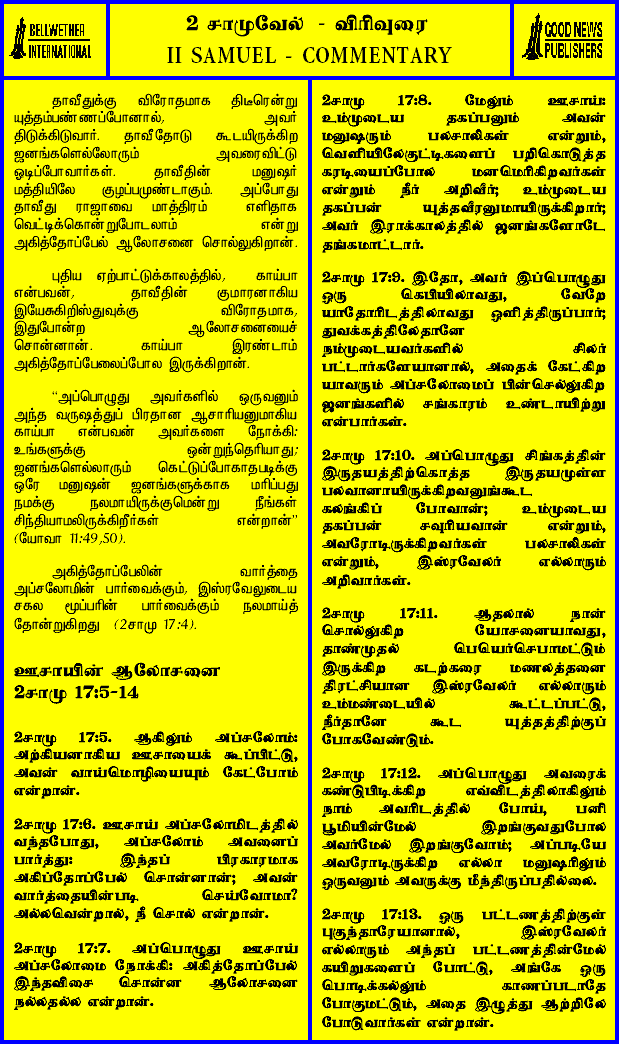 BELLWETHER
INTERNATIONAL
2 சாமுவேல் - விரிவுரை
II SAMUEL - COMMENTARY
GOOD NEWS
PUBLISHERS
தாவீதுக்கு விரோதமாக திடீரென்று
யுத்தம்பண்ணப்போனால், அவர்
திடுக்கிடுவார். தாவீதோடு கூடயிருக்கிற
ஜனங்களெல்லோரும் அவரைவிட்டு
ஓடிப்போவார்கள். தாவீதின் மனுஷர்
மத்தியிலே குழப்பமுண்டாகும். அப்போது
தாவீது ராஜாவை மாத்திரம் எளிதாக
வெட்டிக்கொன்றுபோடலாம் என்று
அகித்தோப்பேல் ஆலோசனை சொல்லுகிறான்.
புதிய ஏற்பாட்டுக்காலத்தில், காய்பா
என்பவன், தாவீதின் குமாரனாகிய
இயேசுகிறிஸ்துவுக்கு விரோதமாக,
இதுபோன்ற ஆலோசனையைச்
சொன்னான். காய்பா இரண்டாம்
அகித்தோப்பேலைப்போல இருக்கிறான்.
“அப்பொழுது அவர்களில் ஒருவனும்
அந்த வருஷத்துப் பிரதான ஆசாரியனுமாகிய
காய்பா என்பவன் அவர்களை நோக்கி:
உங்களுக்கு ஒன்றுந்தெரியாது;
ஜனங்களெல்லாரும் கெட்டுப்போகாதபடிக்கு
ஒரே மனுஷன் ஜனங்களுக்காக மரிப்பது
நமக்கு நலமாயிருக்குமென்று நீங்கள்
சிந்தியாமலிருக்கிறீர்கள் என்றான்”
(யோவா 11:49,50).
அகித்தோப்பேலின் வார்த்தை
அப்சலோமின் பார்வைக்கும், இஸ்ரவேலுடைய
சகல மூப்பரின் பார்வைக்கும் நலமாய்த்
தோன்றுகிறது (2சாமு 17:4).
ஊசாயின் ஆலோசனை
2சாமு 17:5-14
2சாமு 17:5. ஆகிலும் அப்சலோம்:
அற்கியனாகிய ஊசாயைக் கூப்பிட்டு,
அவன் வாய்மொழியையும் கேட்போம்
என்றான்.
2சாமு 17:6. ஊசாய் அப்சலோமிடத்தில்
வந்தபோது, அப்சலோம் அவனைப்
பார்த்து: இந்தப் பிரகாரமாக
அகிப்தோப்பேல் சொன்னான்; அவன்
வார்த்தையின்படி செய்வோமா?
அல்லவென்றால், நீ சொல் என்றான்.
2சாமு 17:7. அப்பொழுது ஊசாய்
அப்சலோமை நோக்கி: அகித்தோப்பேல்
இந்தவிசை சொன்ன ஆலோசனை
நல்லதல்ல என்றான்.
2சாமு 17:8. மேலும் ஊசாய்:
உம்முடைய தகப்பனும் அவன்
மனுஷரும் பலசாலிகள் என்றும்,
வெளியிலேகுட்டிகளைப் பறிகொடுத்த
கரடியைப்போல் மனமெரிகிறவர்கள்
என்றும் நீர் அறிவீர்; உம்முடைய
தகப்பன் யுத்தவீரனுமாயிருக்கிறார்;
அவர் இராக்காலத்தில் ஜனங்களோடே
தங்கமாட்டார்.
2சாமு 17:9. இதோ, அவர் இப்பொழுது
ஒரு கெபியிலாவது, வேறே
யாதோரிடத்திலாவது ஒளித்திருப்பார்;
துவக்கத்திலேதானே
நம்முடையவர்களில் சிலர்
பட்டார்களேயானால், அதைக் கேட்கிற
யாவரும் அப்சலோமைப் பின்செல்லுகிற
ஜனங்களில் சங்காரம் உண்டாயிற்று
என்பார்கள்.
2சாமு 17:10. அப்பொழுது சிங்கத்தின்
இருதயத்திற்கொத்த இருதயமுள்ள
பலவானாயிருக்கிறவனுங்கூட
கலங்கிப் போவான்; உம்முடைய
தகப்பன் சவுரியவான் என்றும்,
அவரோடிருக்கிறவர்கள் பலசாலிகள்
என்றும், இஸ்ரவேலர் எல்லாரும்
அறிவார்கள்.
2சாமு 17:11. ஆதலால் நான்
சொல்லுகிற யோசனையாவது,
தாண்முதல் பெயெர்செபாமட்டும்
இருக்கிற கடற்கரை மணலத்தனை
திரட்சியான இஸ்ரவேலர் எல்லாரும்
உம்மண்டையில் கூட்டப்பட்டு,
நீர்தானே கூட யுத்தத்திற்குப்
போகவேண்டும்.
2சாமு 17:12. அப்பொழுது அவரைக்
கண்டுபிடிக்கிற எவ்விடத்திலாகிலும்
நாம் அவரிடத்தில் போய், பனி
பூமியின்மேல் இறங்குவதுபோல
அவர்மேல் இறங்குவோம்; அப்படியே
அவரோடிருக்கிற எல்லா மனுஷரிலும்
ஒருவனும் அவருக்கு மீந்திருப்பதில்லை.
2சாமு 17:13. ஒரு பட்டணத்திற்குள்
புகுந்தாரேயானால், இஸ்ரவேலர்
எல்லாரும் அந்தப் பட்டணத்தின்மேல்
கயிறுகளைப் போட்டு, அங்கே ஒரு
பொடிக்கல்லும் காணப்படாதே
போகுமட்டும், அதை இழுத்து ஆற்றிலே
போடுவார்கள் என்றான்.